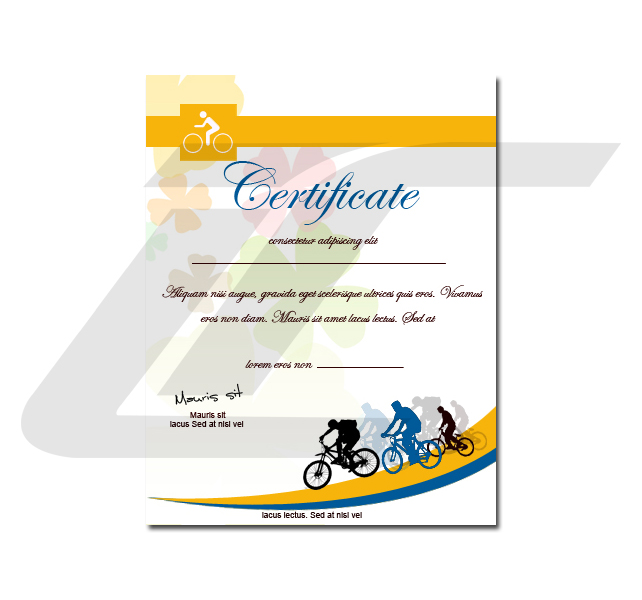 Certificate
consectetur adipiscing elit
Aliquam nisi augue, gravida eget scelerisque ultrices quis eros. Vivamus
eros non diam. Mauris sit amet lacus lectus. Sed at
lorem eros non
Mauris sit
Mauris sit
lacus Sed at nisl vel
lacus lectus. Sed at nisl vel